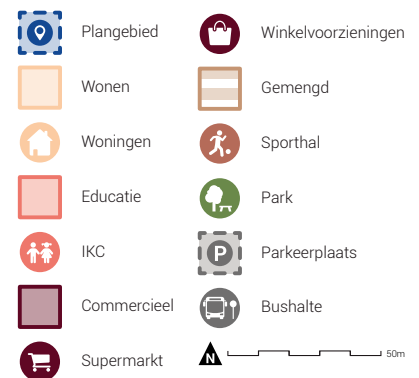 Plangebied
Wonen
Woningen
Educatie
IKC
Commercieel
Supermarkt
Winkelvoorzieningen
Gemengd
Sporthal
Park
P
Parkeerplaats
Bushalte
N
50m